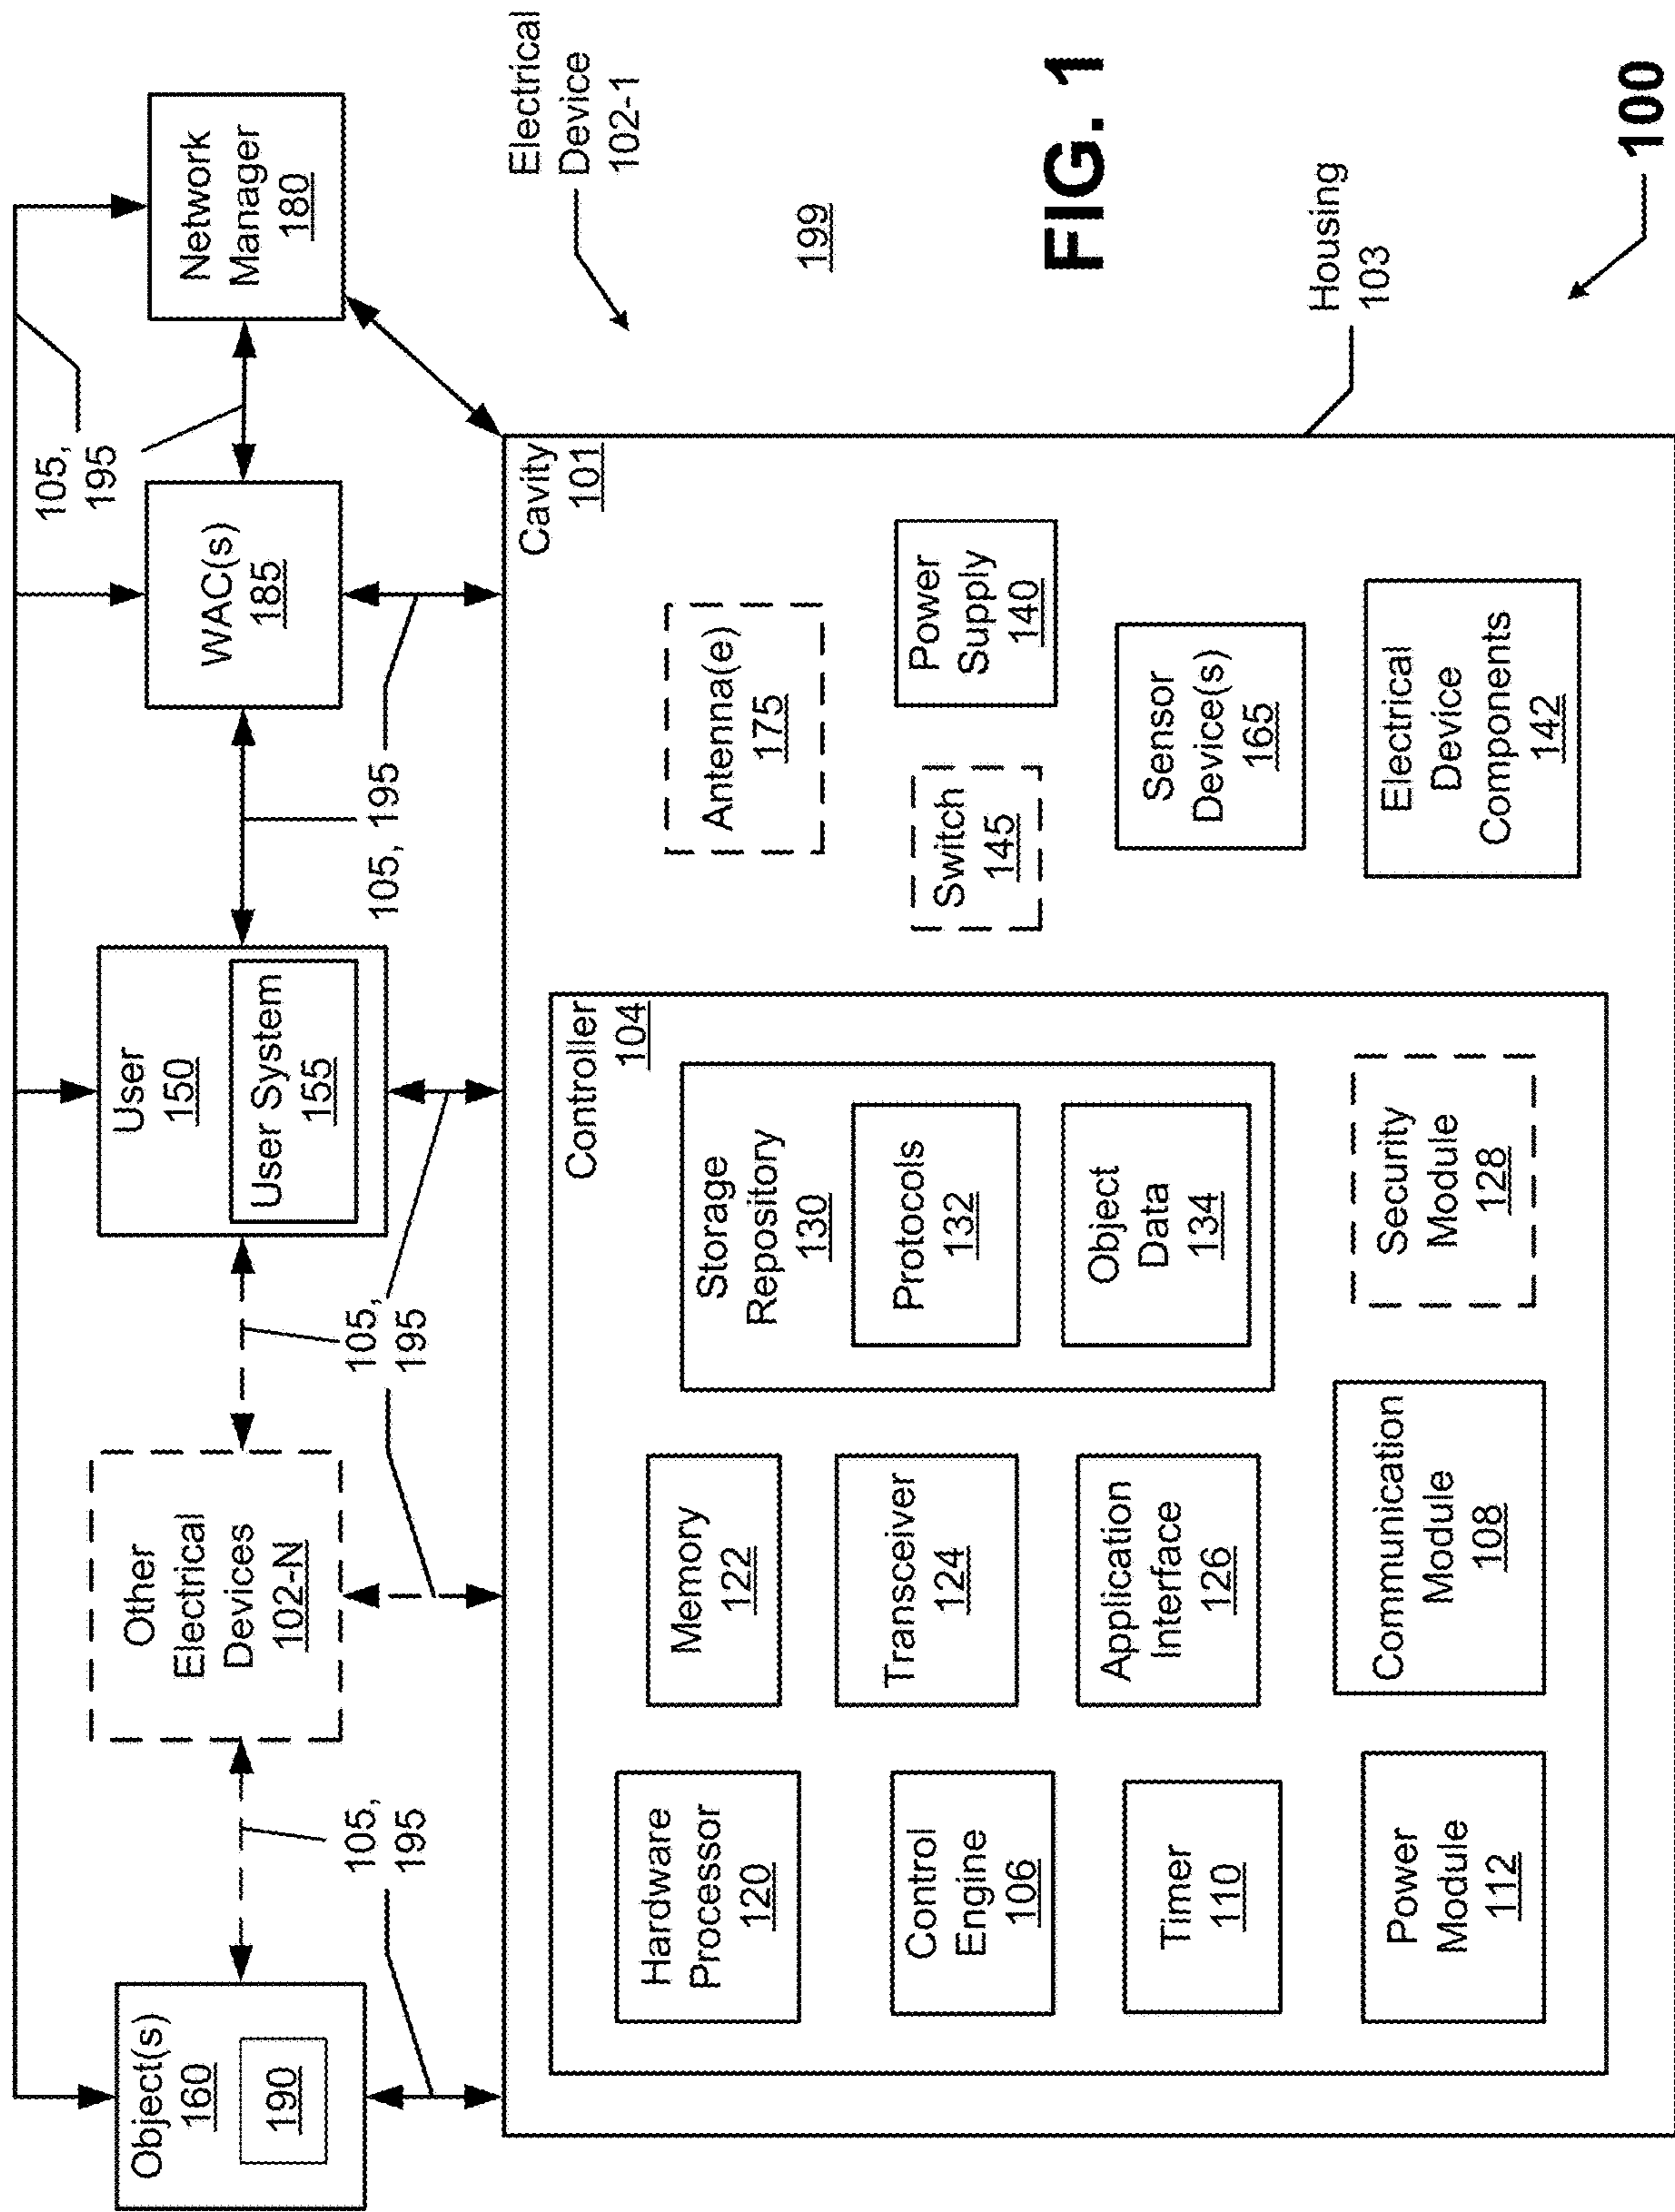 105,
195
Object(s)
160
190
Other
Electrical
Devices
102-N
User
150
User System
155
WAC(s)
185
Network
Manager
180
105,
195
105,
195
105, 195
Electrical
Device
102-1
Cavity
101
Controller
104
Hardware
Processor
120
Memory
122
Storage
Repository
130
Protocols
132
Object
Data
134
Control
Engine
106
Transceiver
124
Timer
110
Application
Interface
126
Power
Module
112
Communication
Module
108
Security
Module
128
Antenna(e)
175
Switch
145
Power
Supply
140
Sensor
Device(s)
165
Electrical
Device
Components
142
199
FIG. 1
Housing
103
100